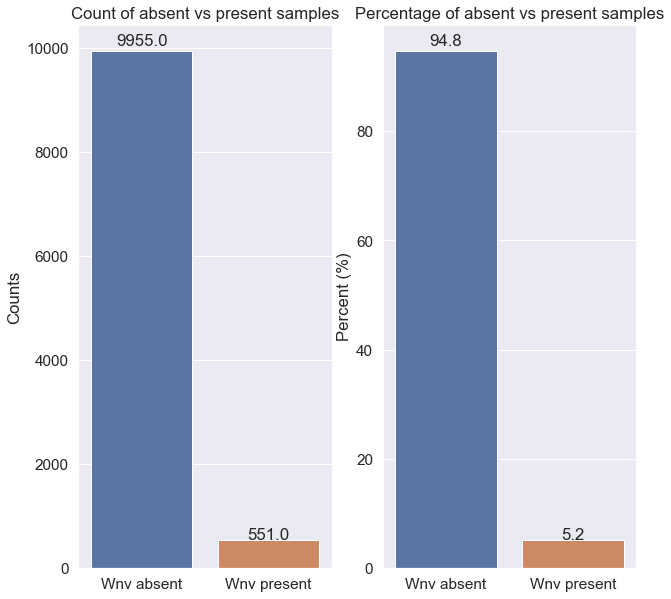 Count of absent vs present samples
Counts
10000
8000
6000
4000
2000
0
9955.0
551.0
Wnv absent
Wnv present
Percentage of absent vs present samples
Percent (%)
80
60
40
20
0
94.8
5.2
Wnv absent
Wnv present